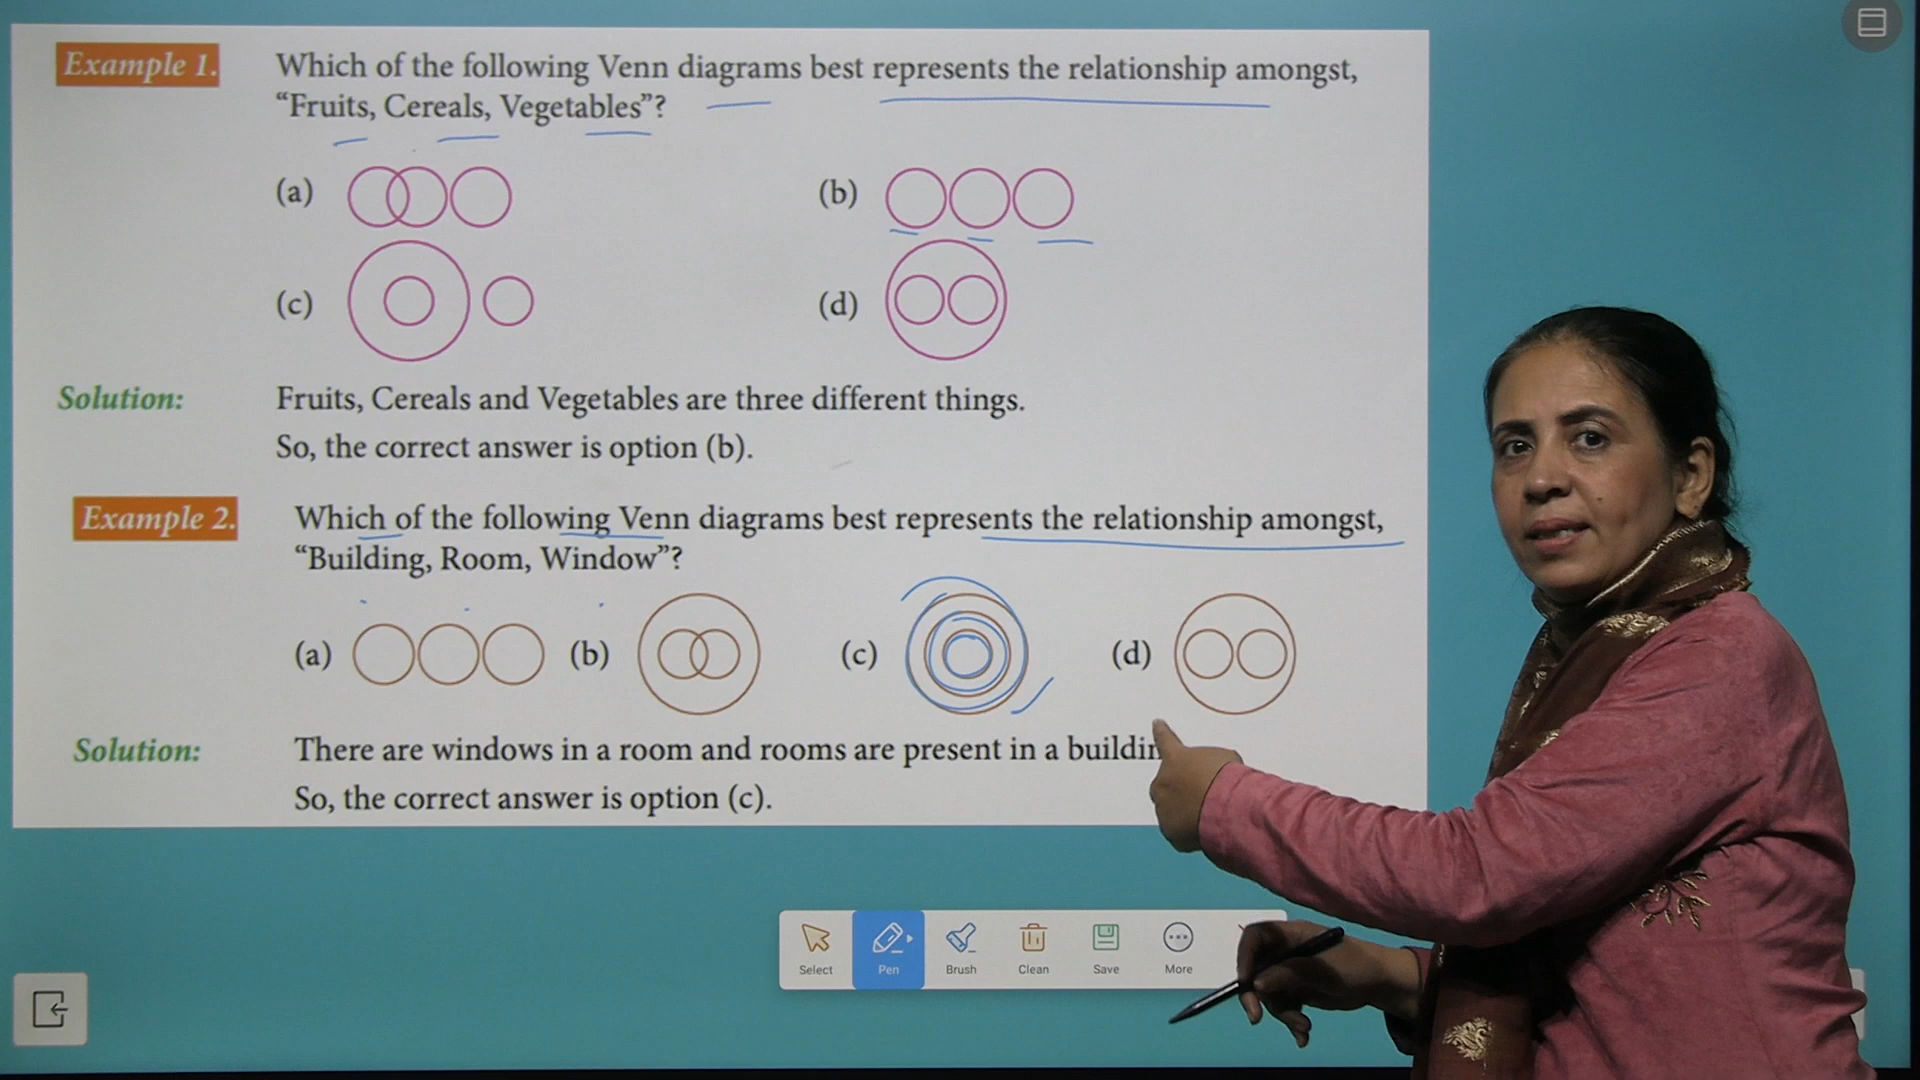 Example 1. Which of the following Venn diagrams best represents the relationship amongst,
“Fruits, Cereals, Vegetables”?
(a) (b)
(c) (d)
Solution: Fruits, Cereals and Vegetables are three different things.
So, the correct answer is option (b).
Example 2. Which of the following Venn diagrams best represents the relationship amongst,
“Building, Room, Window”?
(a) (b) (c) (d)
Solution: There are windows in a room and rooms are present in a
So, the correct answer is option (c).
Select Pen Brush Clean Save More